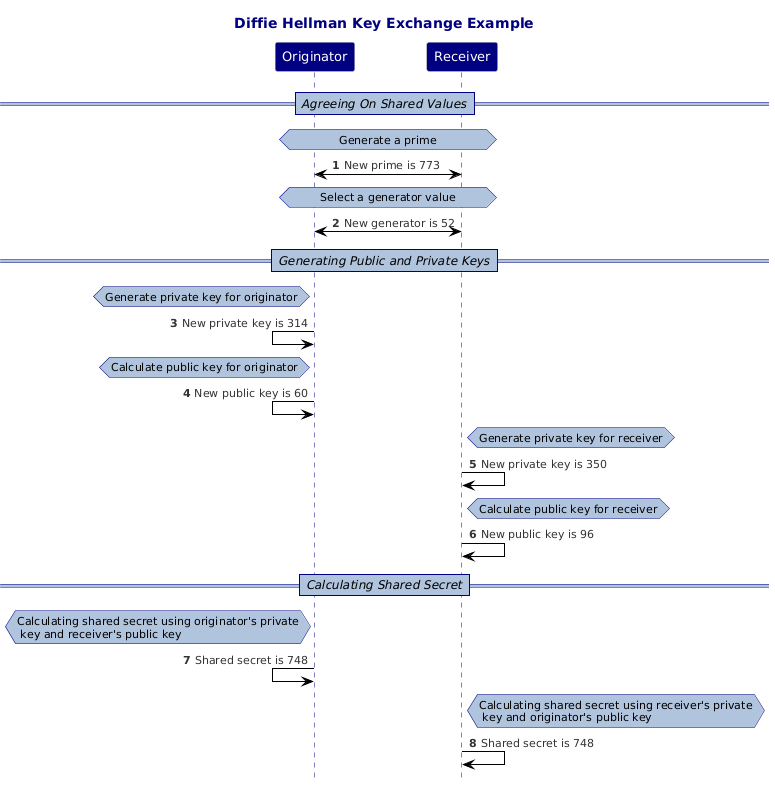 Diffie Hellman Key Exchange Example
Originator
Receiver
Agreeing On Shared Values
Generate a prime
1 New prime is 773
Select a generator value
2 New generator is 52
Generating Public and Private Keys
Generate private key for originator
3 New private key is 314
Calculate public key for originator
4 New public key is 60
Generate private key for receiver
5 New private key is 350
Calculate public key for receiver
6 New public key is 96
Calculating Shared Secret
Calculating shared secret using originator's private
key and receiver's public key
7 Shared secret is 748
Calculating shared secret using receiver's private
key and originator's public key
8 Shared secret is 748